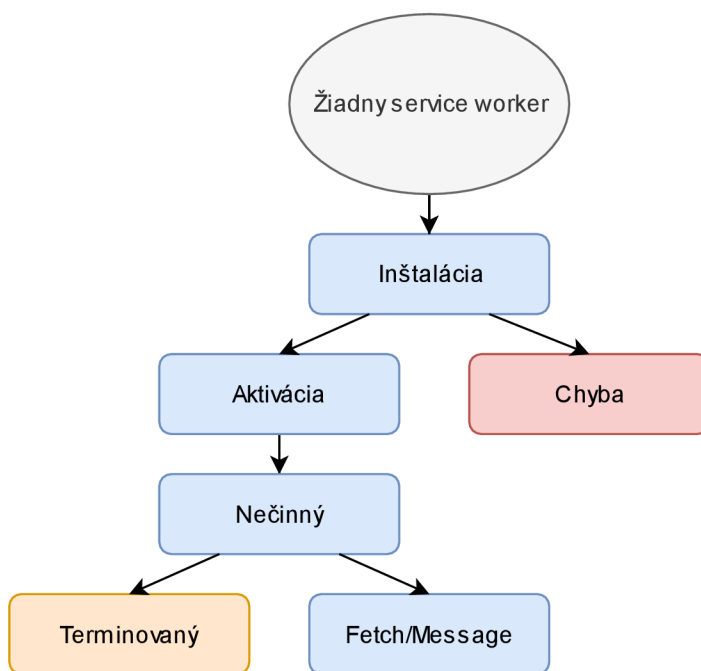 Žiadny service worker
Inštalácia
Aktivácia
Chyba
Nečinný
Terminovaný
Fetch/Message